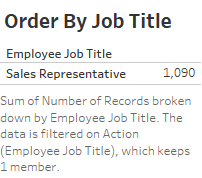 Order By Job Title
Employee Job Title
Sales Representative 1,090
Sum of Number of Records broken
down by Employee Job Title. The
data is filtered on Action
(Employee Job Title), which keeps
1 member.